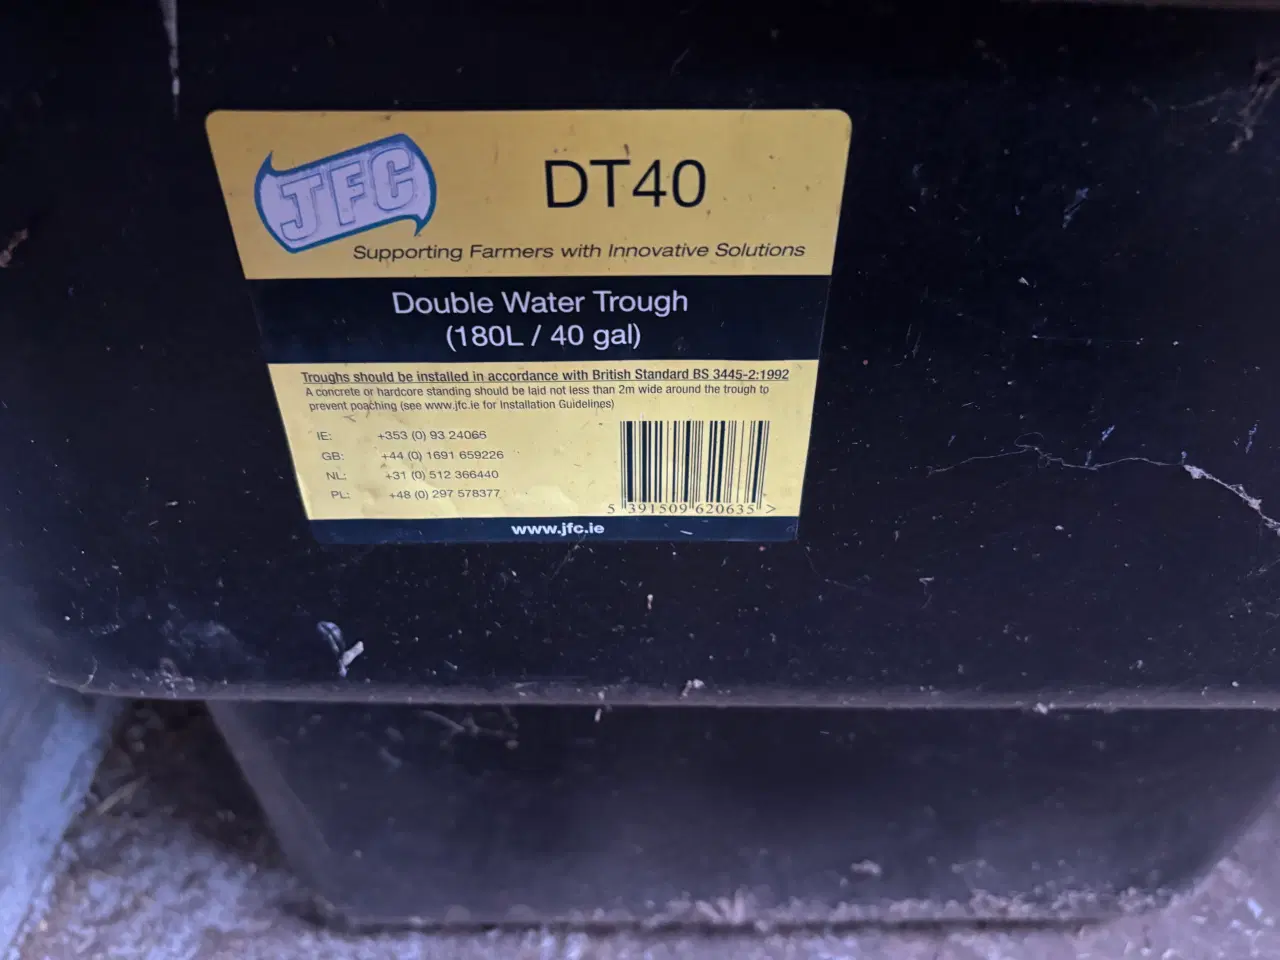 JFC
DT40
Supporting Farmers with Innovative Solutions
Double Water Trough
(180L / 40 gal)
Troughs should be installed in accordance with British Standard BS 3445-2:1992
A concrete or hardcore standing should be laid not less than 2m wide around the trough to
prevent poaching (see www.jfc.ie for Installation Guidelines)
IE: +353 (0) 93 24066
GB: +44 (0) 1691 659226
NL: +31 (0) 512 366440
PL: +48 (0) 297 578377
5 391509 620635 >
www.jfc.ie